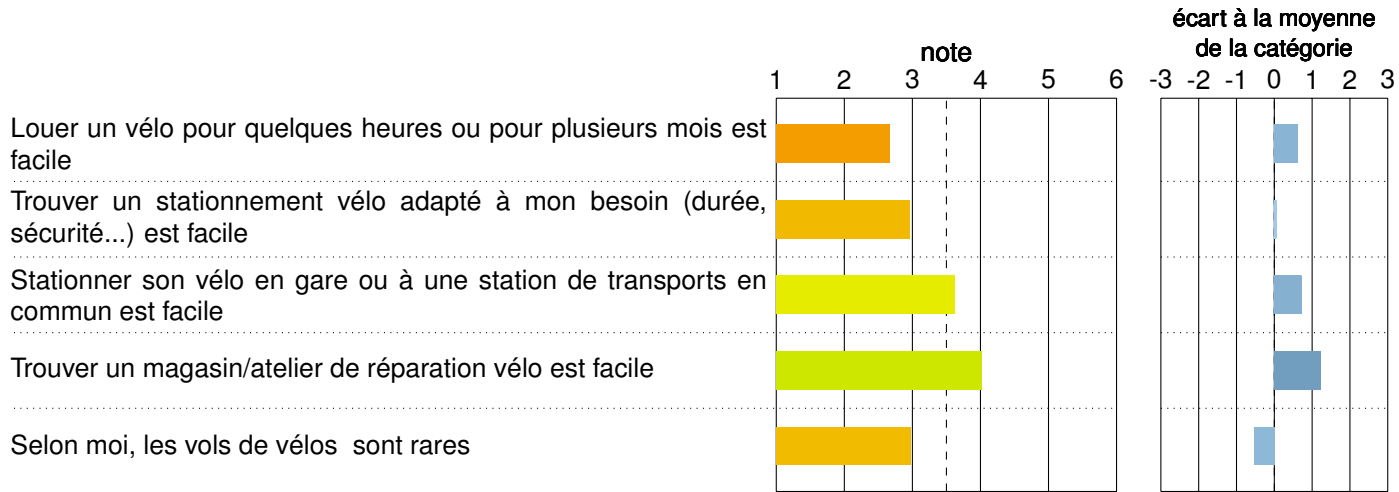 écart à la moyenne
note de la catégorie
1 2 3 4 5 6 -3 -2 -1 0 1 2 3
Louer un vélo pour quelques heures ou pour plusieurs mois est
facile
Trouver un stationnement vélo adapté à mon besoin (durée,
sécurité...) est facile
Stationner son vélo en gare ou à une station de transports en
commun est facile
Trouver un magasin/atelier de réparation vélo est facile
Selon moi, les vols de vélos sont rares